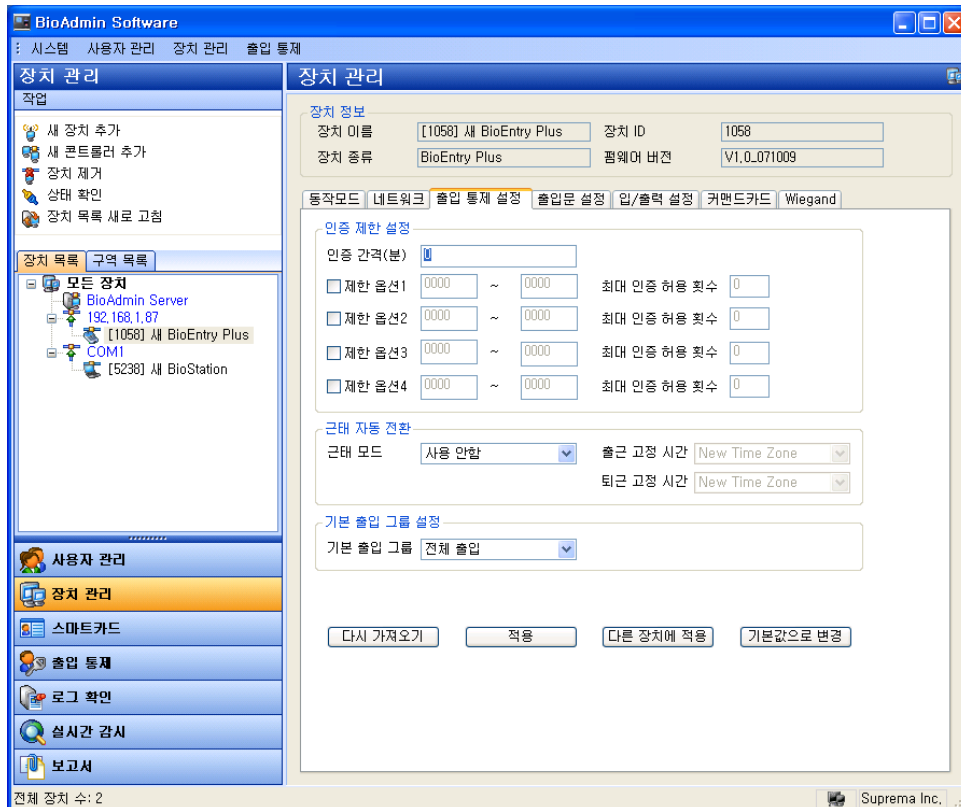 BioAdmin Software
시스템 사용자 관리 장치 관리 출입 통제
장치 관리
작업
새 장치 추가
새 콘트롤러 추가
장치 제거
상태 확인
장치 목록 새로 고침
장치 목록 구역 목록
모든 장치
BioAdmin Server
192.168.1.87
[1058] 새 BioEntry Plus
COM1
[5238] 새 BioStation
사용자 관리
장치 관리
스마트카드
출입 통제
로그 확인
실시간 감시
보고서
장치 관리
장치 정보
장치 이름 [1058] 새 BioEntry Plus 장치 ID 1058
장치 종류 BioEntry Plus 펌웨어 버전 V1.0_071009
동작모드 네트워크 출입 통제 설정 출입문 설정 입/출력 설정 커맨드카드 Wiegand
인증 제한 설정
인증 간격(분) 0
제한 옵션1 0000 ~ 0000 최대 인증 허용 횟수 0
제한 옵션2 0000 ~ 0000 최대 인증 허용 횟수 0
제한 옵션3 0000 ~ 0000 최대 인증 허용 횟수 0
제한 옵션4 0000 ~ 0000 최대 인증 허용 횟수 0
근태 자동 전환
근태 모드 사용 안함 출근 고정 시간 New Time Zone
퇴근 고정 시간 New Time Zone
기본 출입 그룹 설정
기본 출입 그룹 전체 출입
다시 가져오기 적용 다른 장치에 적용 기본값으로 변경
전체 장치 수: 2 Suprema Inc.